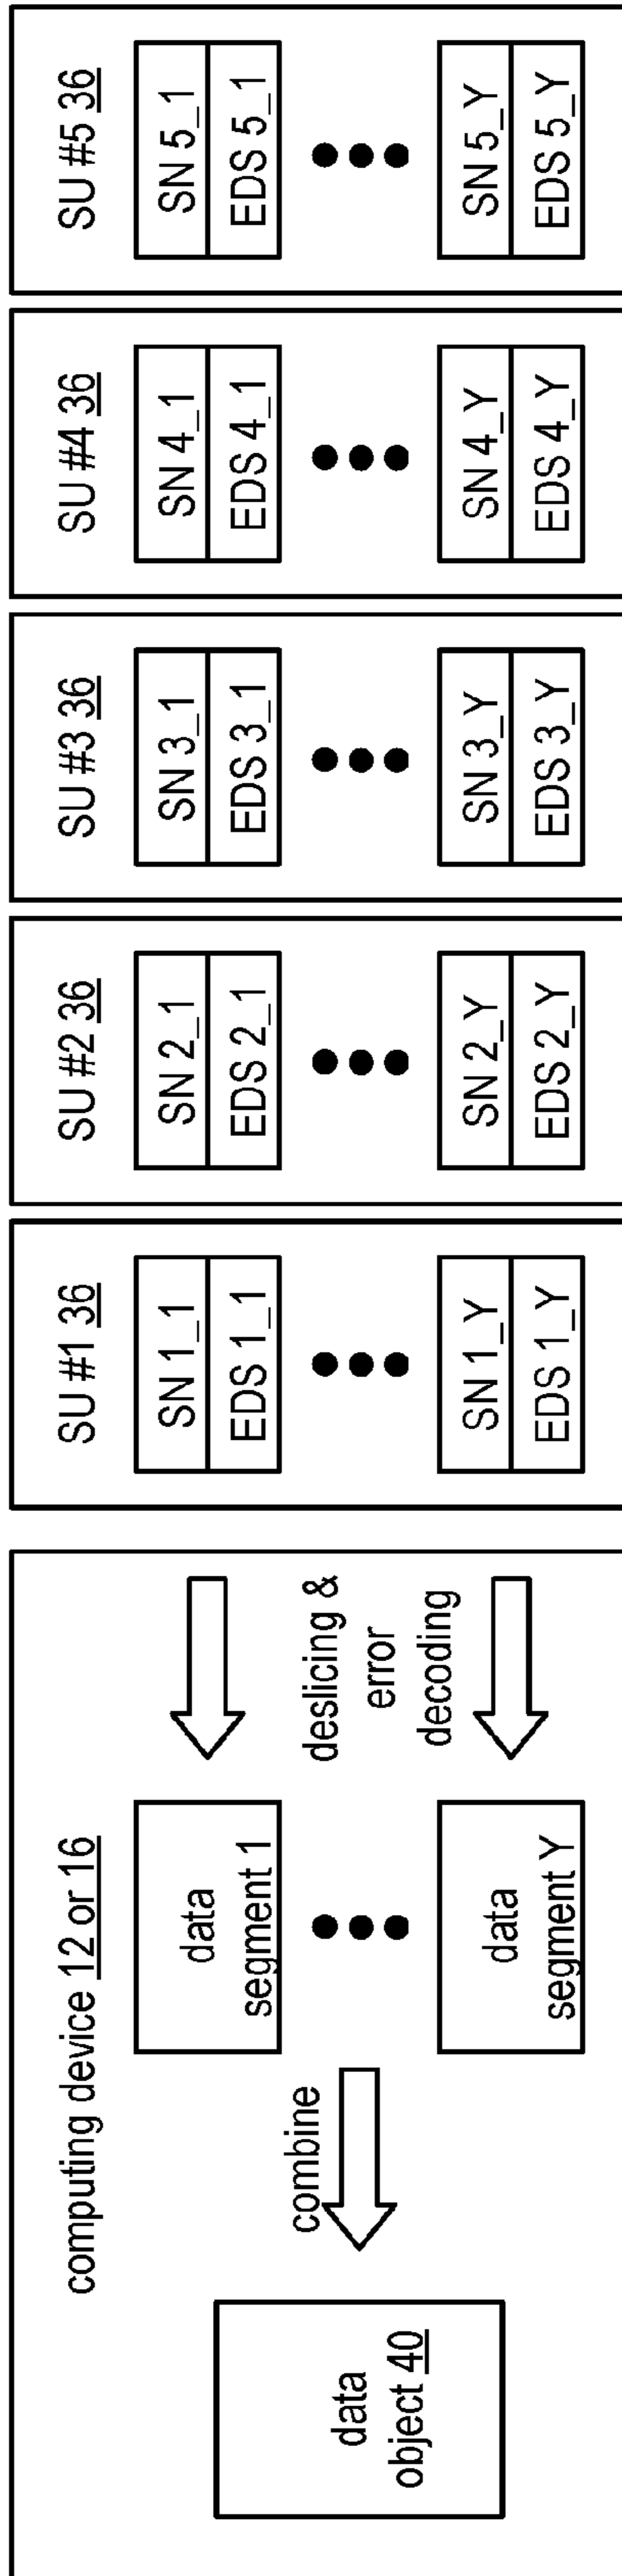 computing device 12 or 16
data
object 40
combine
data
segment 1
data
segment Y
deslicing &
error
decoding
SU #1 36
SN 1_1
EDS 1_1
SN 1_Y
EDS 1_Y
SU #2 36
SN 2_1
EDS 2_1
SN 2_Y
EDS 2_Y
SU #3 36
SN 3_1
EDS 3_1
SN 3_Y
EDS 3_Y
SU #4 36
SN 4_1
EDS 4_1
SN 4_Y
EDS 4_Y
SU #5 36
SN 5_1
EDS 5_1
SN 5_Y
EDS 5_Y